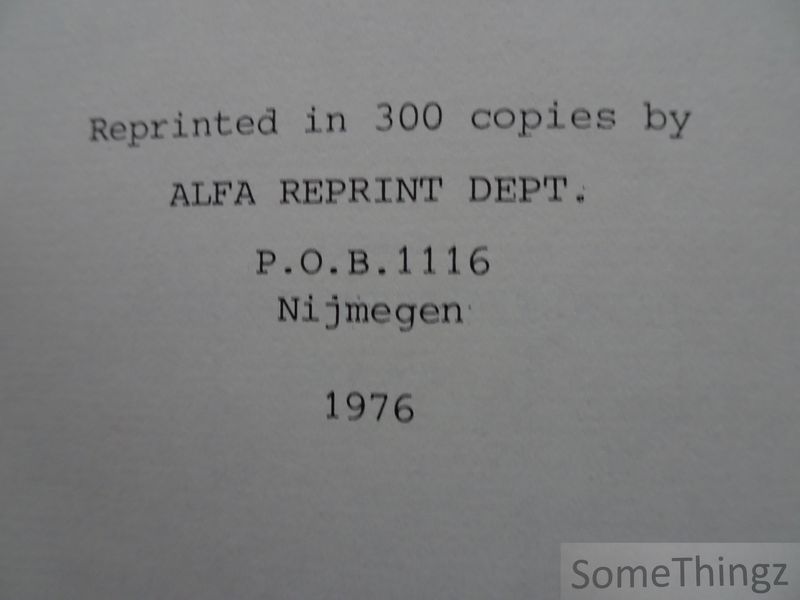 Reprinted in 300 copies by
ALFA REPRINT DEPT.
P.O.B.1116
Nijmegen
1976
SomeThingz